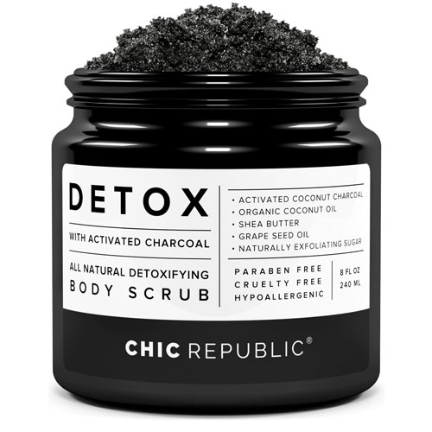 DETOX
WITH ACTIVATED CHARCOAL
ALL NATURAL DETOXIFYING
BODY SCRUB
• ACTIVATED COCONUT CHARCOAL
• ORGANIC COCONUT OIL
• SHEA BUTTER
• GRAPE SEED OIL
• NATURALLY EXFOLIATING SUGAR
PARABEN FREE
CRUELTY FREE
HYPOALLERGENIC
8 FL OZ
240 ML
CHIC REPUBLIC®